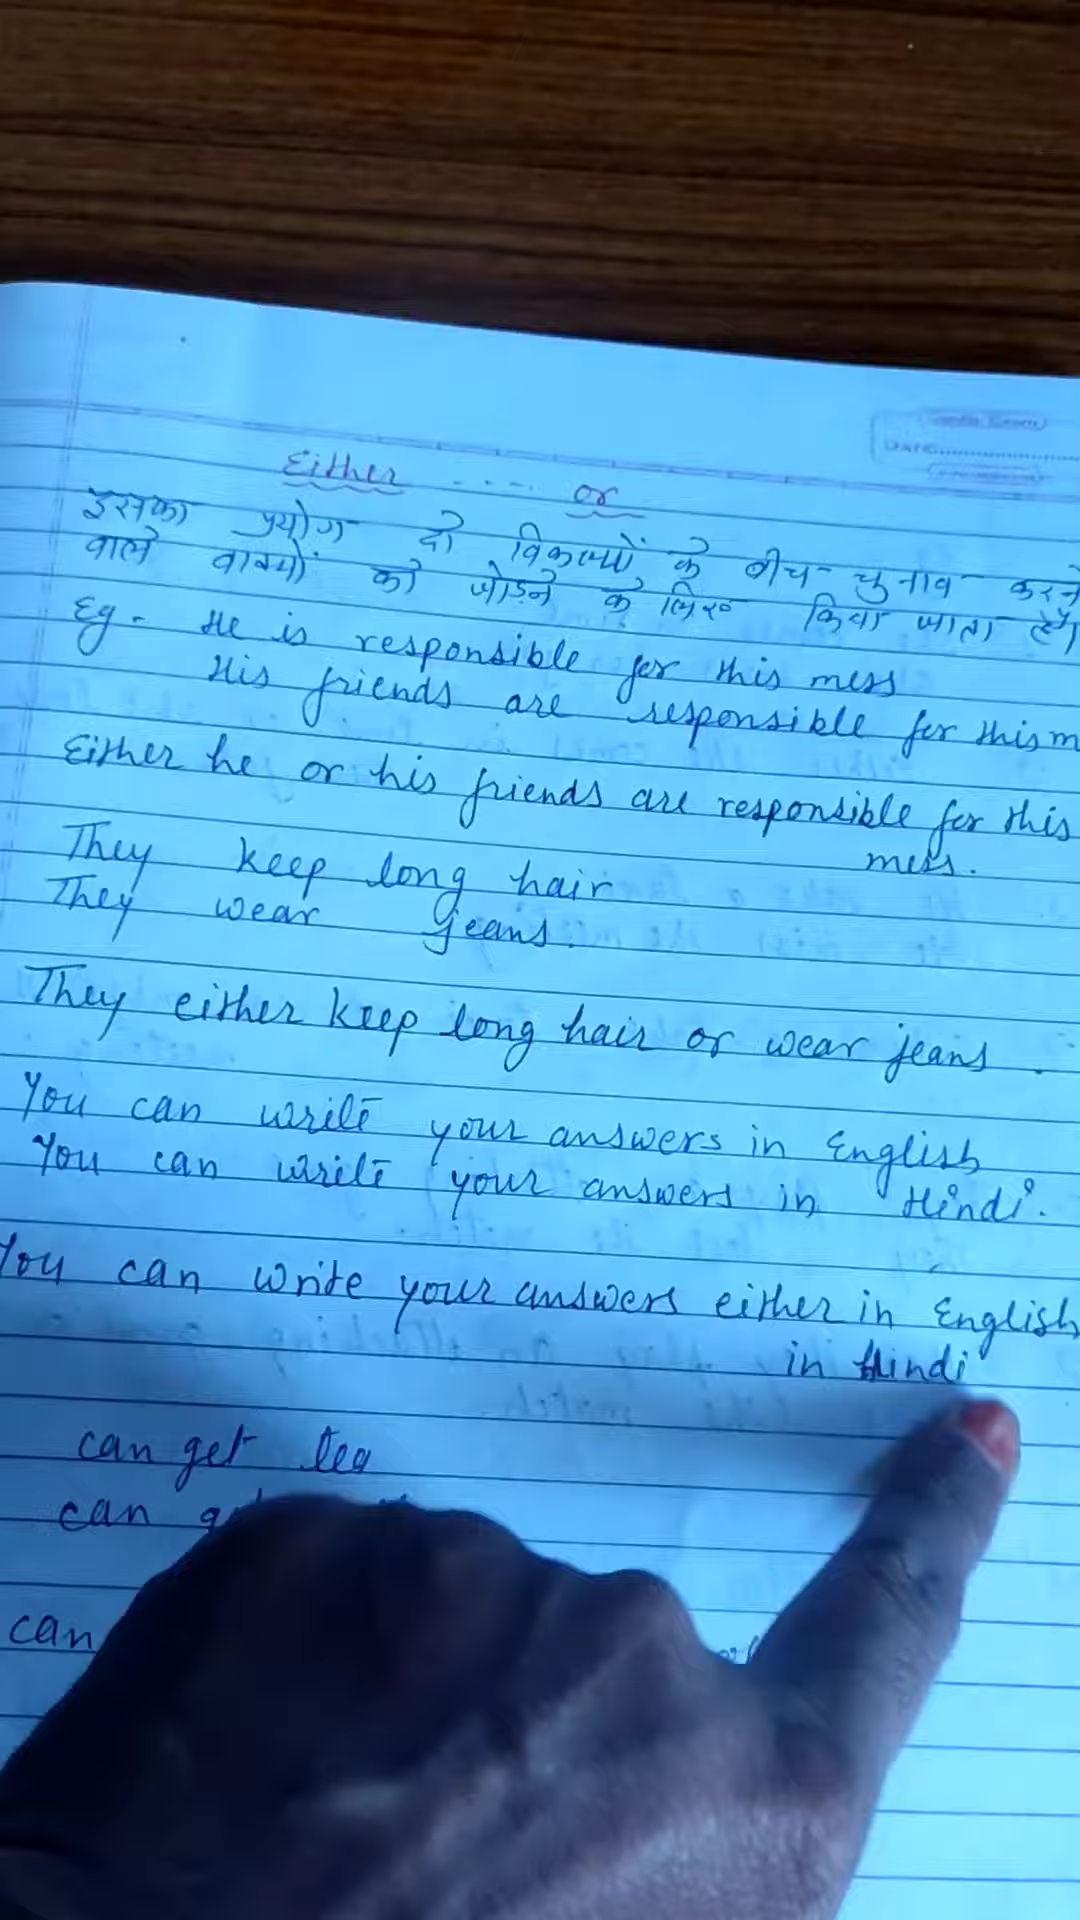 Either .... or
इसका प्रयोग दो विकल्पों के बीच चुनाव करने
वाले वाक्यों को जोड़ने के लिए किया जाता है।
Eg - He is responsible for this mess
His friends are responsible for this m
Either he or his friends are responsible for this
mess.
They keep long hair
They wear jeans.
They either keep long hair or wear jeans.
You can write your answers in English
You can write your answers in Hindi.
You can write your answers either in English
in Hindi
can get tea
can
can